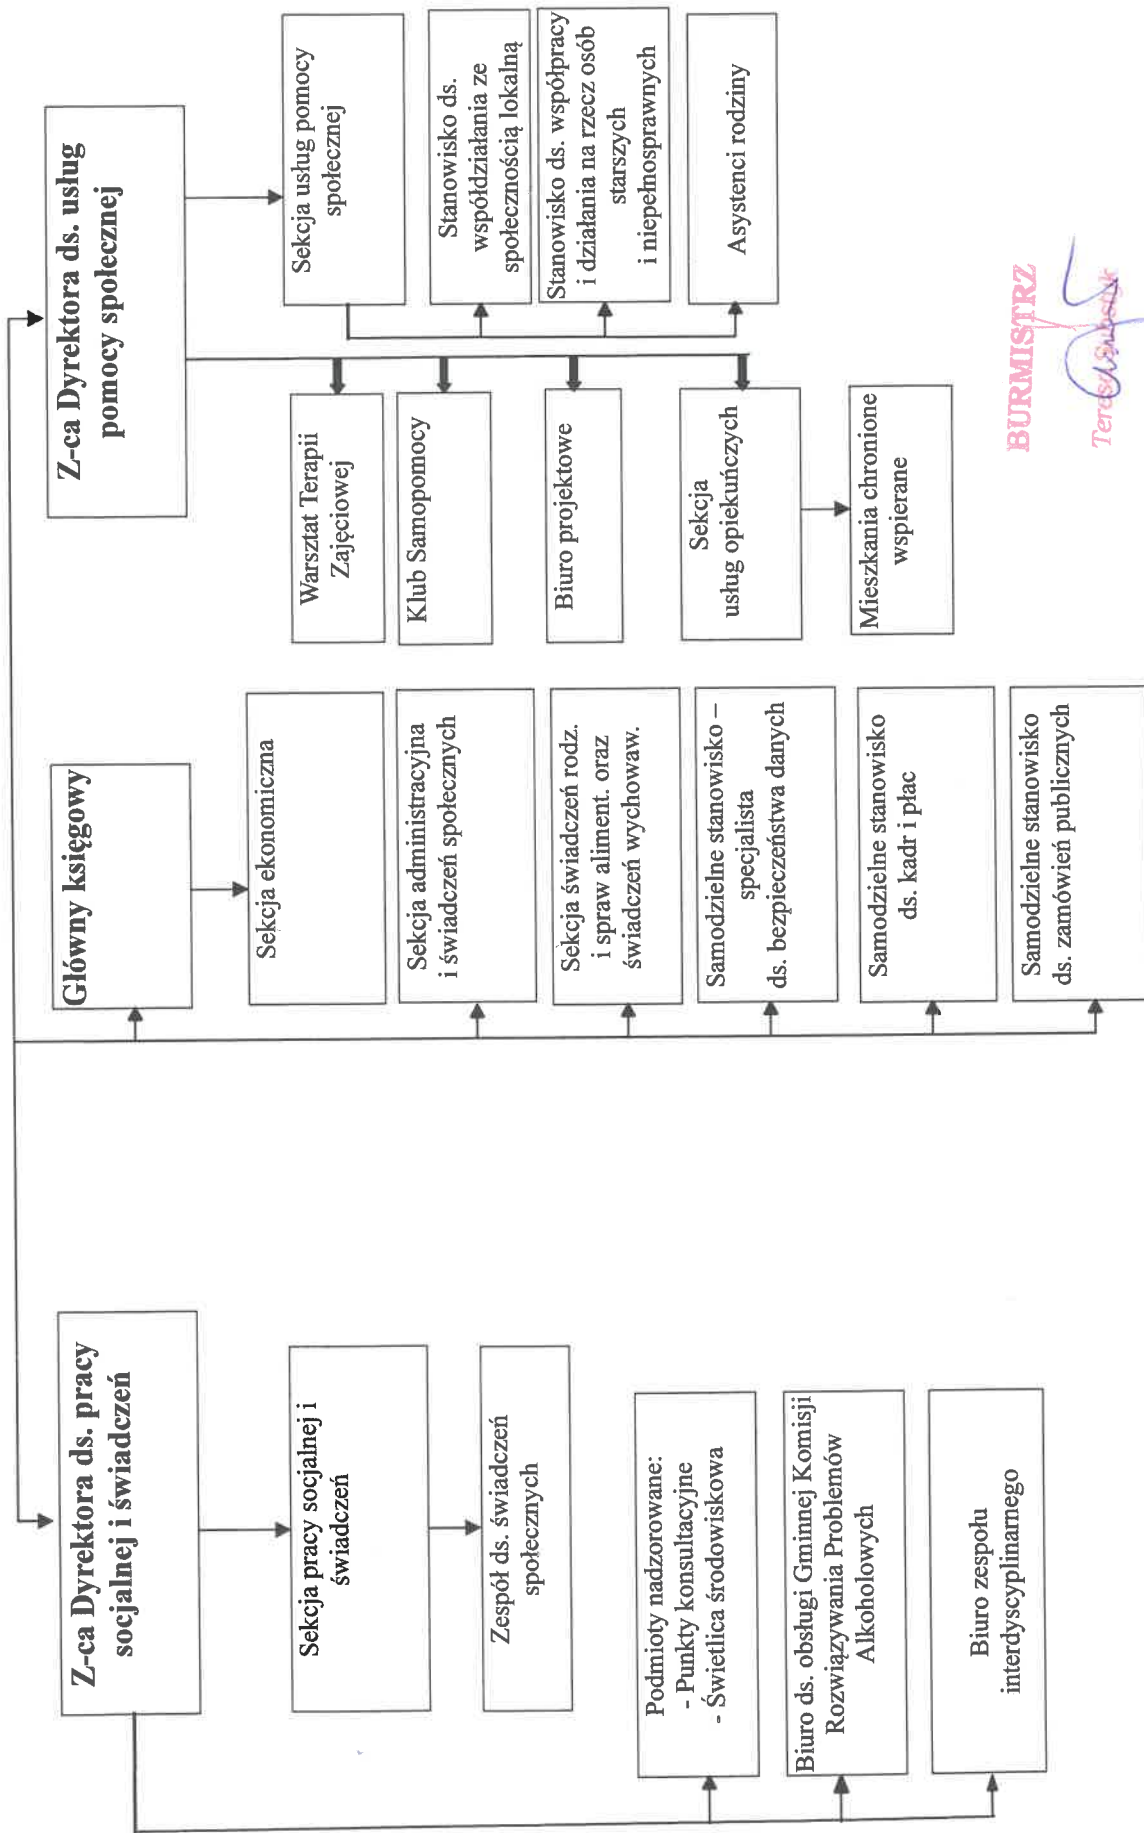 Z-ca Dyrektora ds. pracy
socjalnej i świadczeń
Sekcja pracy socjalnej i
świadczeń
Zespół ds. świadczeń
społecznych
Podmioty nadzorowane:
- Punkty konsultacyjne
- Świetlica środowiskowa
Biuro ds. obsługi Gminnej Komisji
Rozwiązywania Problemów
Alkoholowych
Biuro zespołu
interdyscyplinarnego
Główny księgowy
Sekcja ekonomiczna
Sekcja administracyjna
i świadczeń społecznych
Sekcja świadczeń rodz.
i spraw aliment. oraz
świadczeń wychowaw.
Samodzielne stanowisko –
specjalista
ds. bezpieczeństwa danych
Samodzielne stanowisko
ds. kadr i płac
Samodzielne stanowisko
ds. zamówień publicznych
Z-ca Dyrektora ds. usług
pomocy społecznej
Warsztat Terapii
Zajęciowej
Klub Samopomocy
Biuro projektowe
Sekcja
usług opiekuńczych
Mieszkania chronione
wspierane
Sekcja usług pomocy
społecznej
Stanowisko ds.
współdziałania ze
społecznością lokalną
Stanowisko ds. współpracy
i działania na rzecz osób
starszych
i niepełnosprawnych
Asystenci rodziny
BURMISTRZ
Teresa